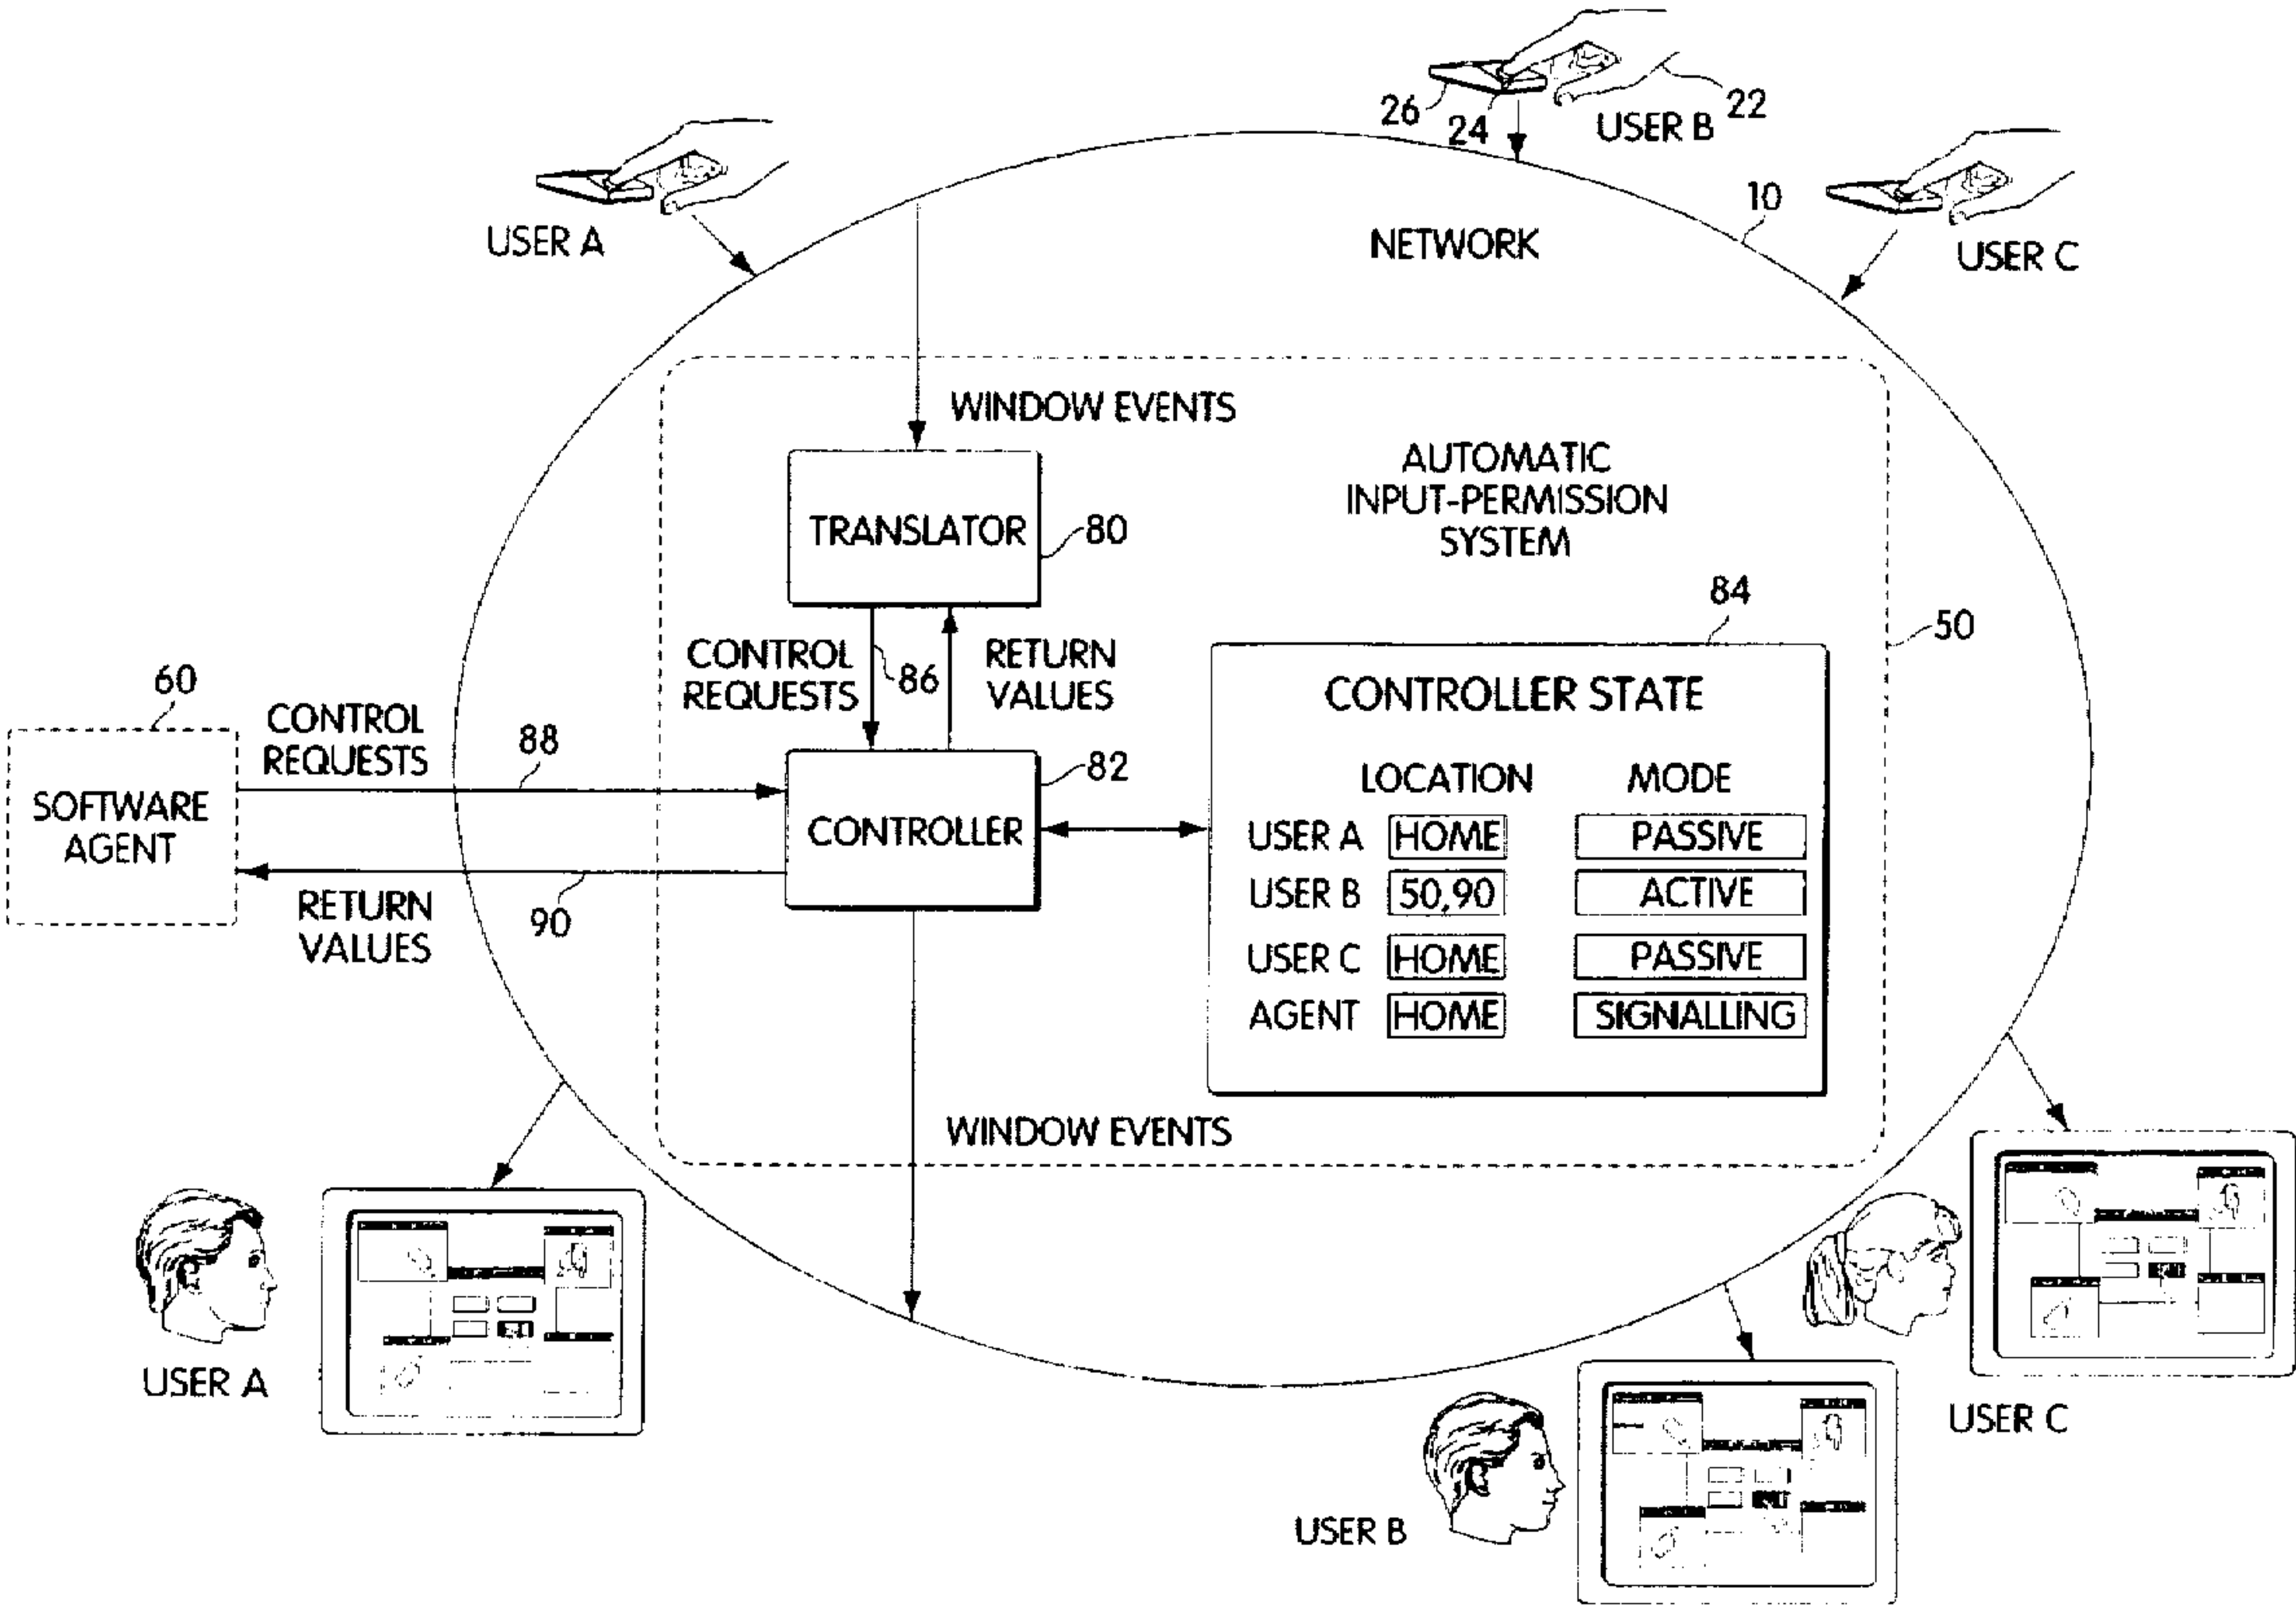 26
24
USER B
22
USER A
10
NETWORK
USER C
WINDOW EVENTS
AUTOMATIC
INPUT-PERMISSION
SYSTEM
TRANSLATOR
80
84
50
CONTROL
REQUESTS
86
RETURN
VALUES
60
CONTROL
REQUESTS
88
SOFTWARE
AGENT
82
CONTROLLER
90
RETURN
VALUES
CONTROLLER STATE
LOCATION MODE
USER A HOME PASSIVE
USER B 50,90 ACTIVE
USER C HOME PASSIVE
AGENT HOME SIGNALLING
WINDOW EVENTS
USER A
USER C
USER B